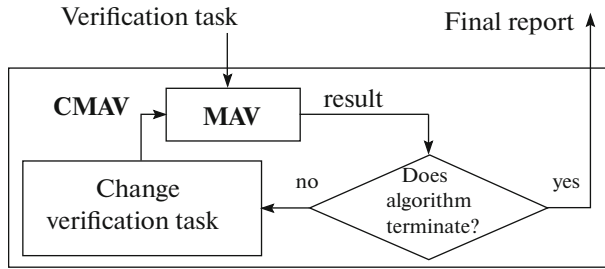 Verification task
Final report
CMAV
MAV
result
Change
verification task
no
Does
algorithm
terminate?
yes